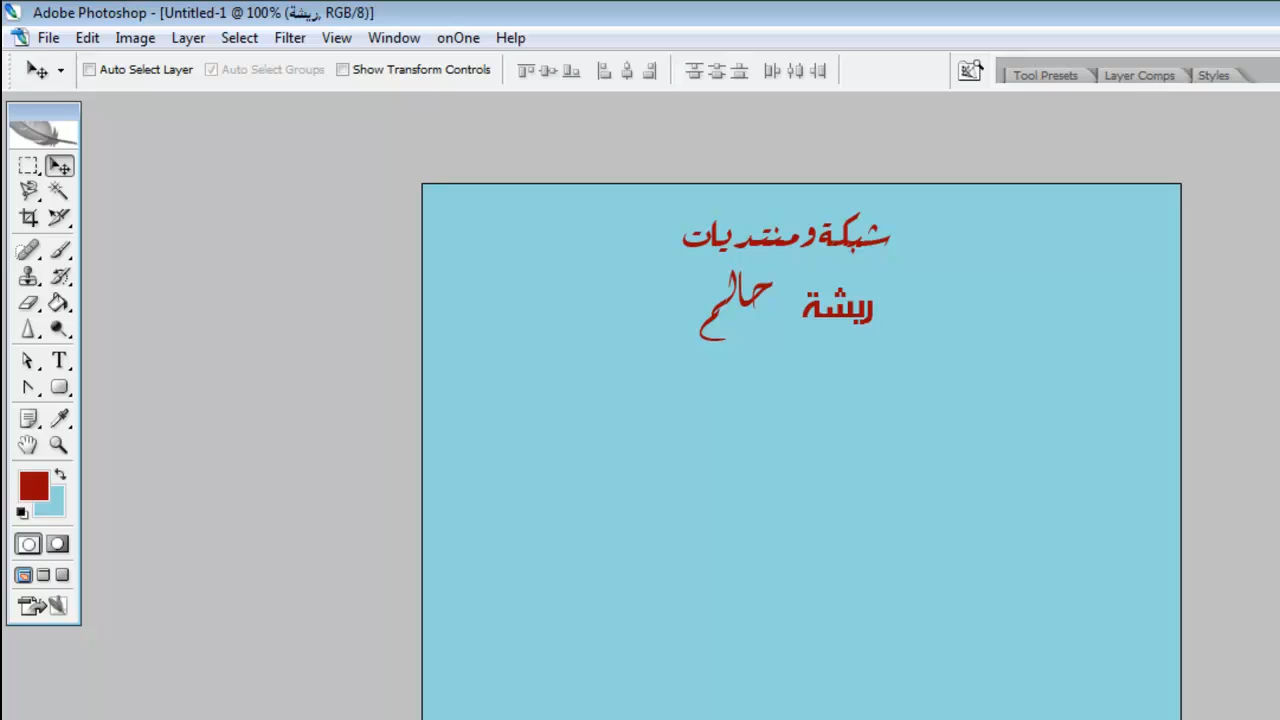 Adobe Photoshop - [Untitled-1 @ 100% (ريشة, RGB/8)]
File Edit Image Layer Select Filter View Window onOne Help
Auto Select Layer Auto Select Groups Show Transform Controls Tool Presets Layer Comps Styles
شبكة ومنتديات
ريشة حالم